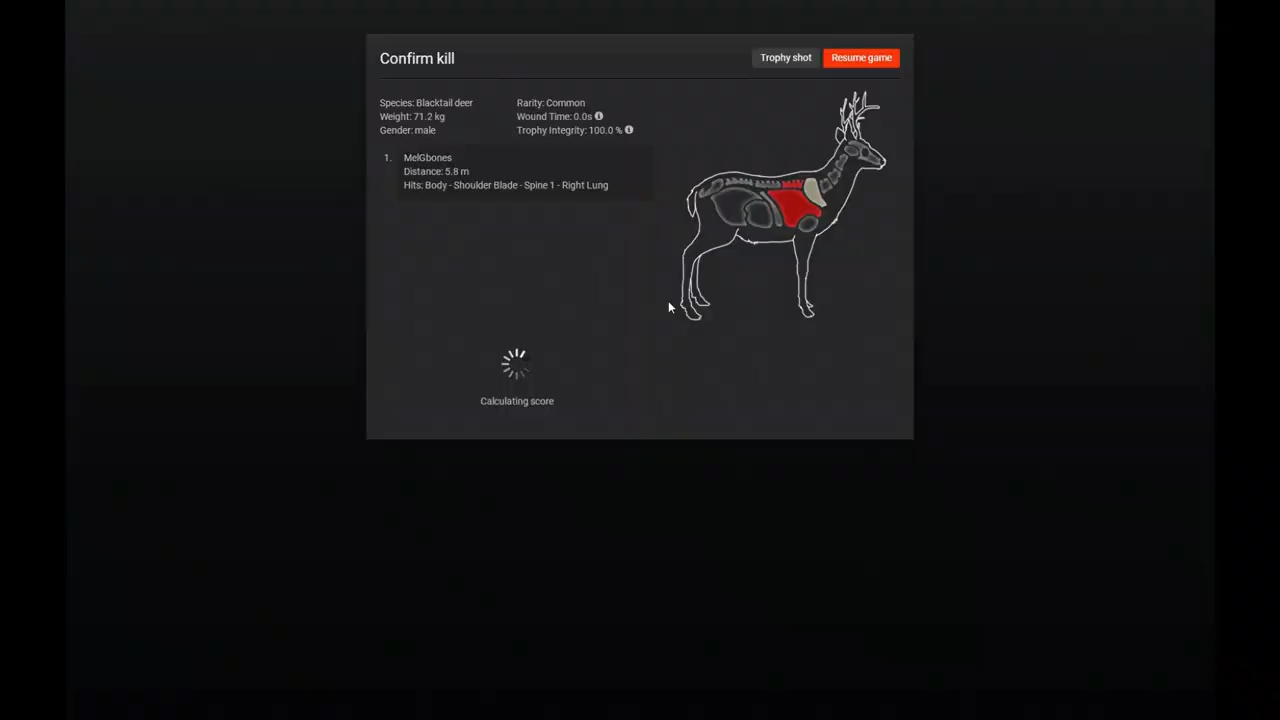 Confirm kill
Trophy shot
Resume game
Species: Blacktail deer
Rarity: Common
Weight: 71.2 kg
Wound Time: 0.0s
Gender: male
Trophy Integrity: 100.0 %
1. MelGbones
Distance: 5.8 m
Hits: Body - Shoulder Blade - Spine 1 - Right Lung
Calculating score